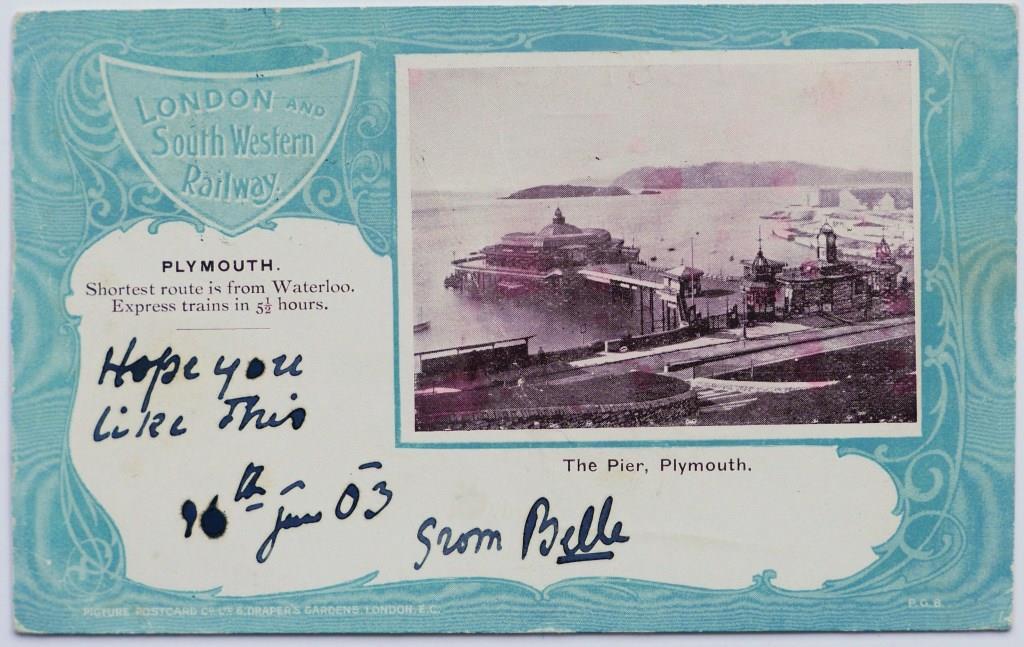 LONDON AND
South Western
Railway.
PLYMOUTH.
Shortest route is from Waterloo.
Express trains in 5½ hours.
Hope you
like This
16th June 03
The Pier, Plymouth.
From Belle
PICTURE POSTCARD Co. LTD. 6, DRAPER'S GARDENS, LONDON, E.C.
P.G.B.